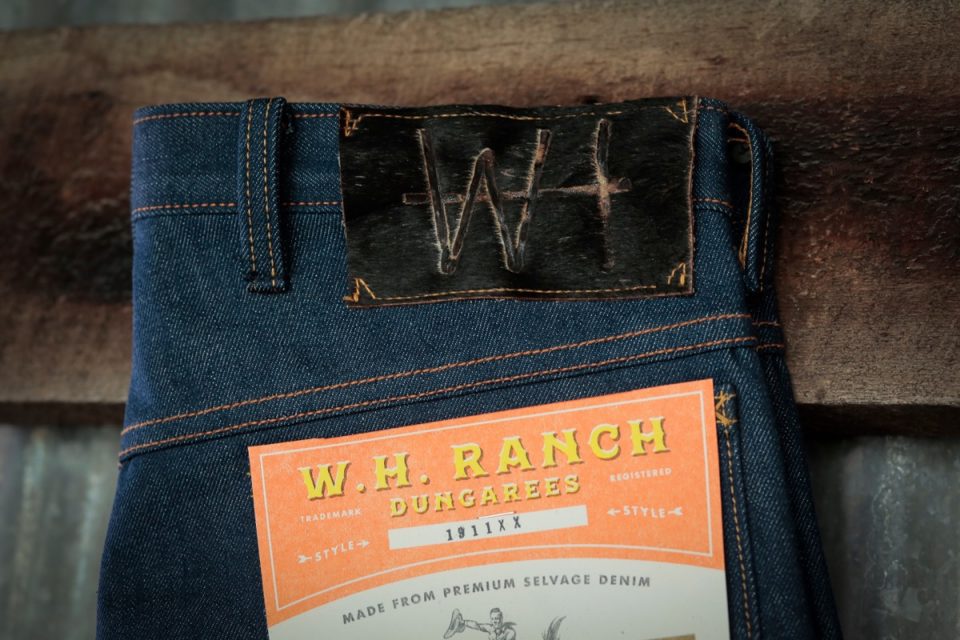 WH
W.H. RANCH
DUNGAREES
TRADEMARK
REGISTERED
1911XX
STYLE
STYLE
MADE FROM PREMIUM SELVAGE DENIM